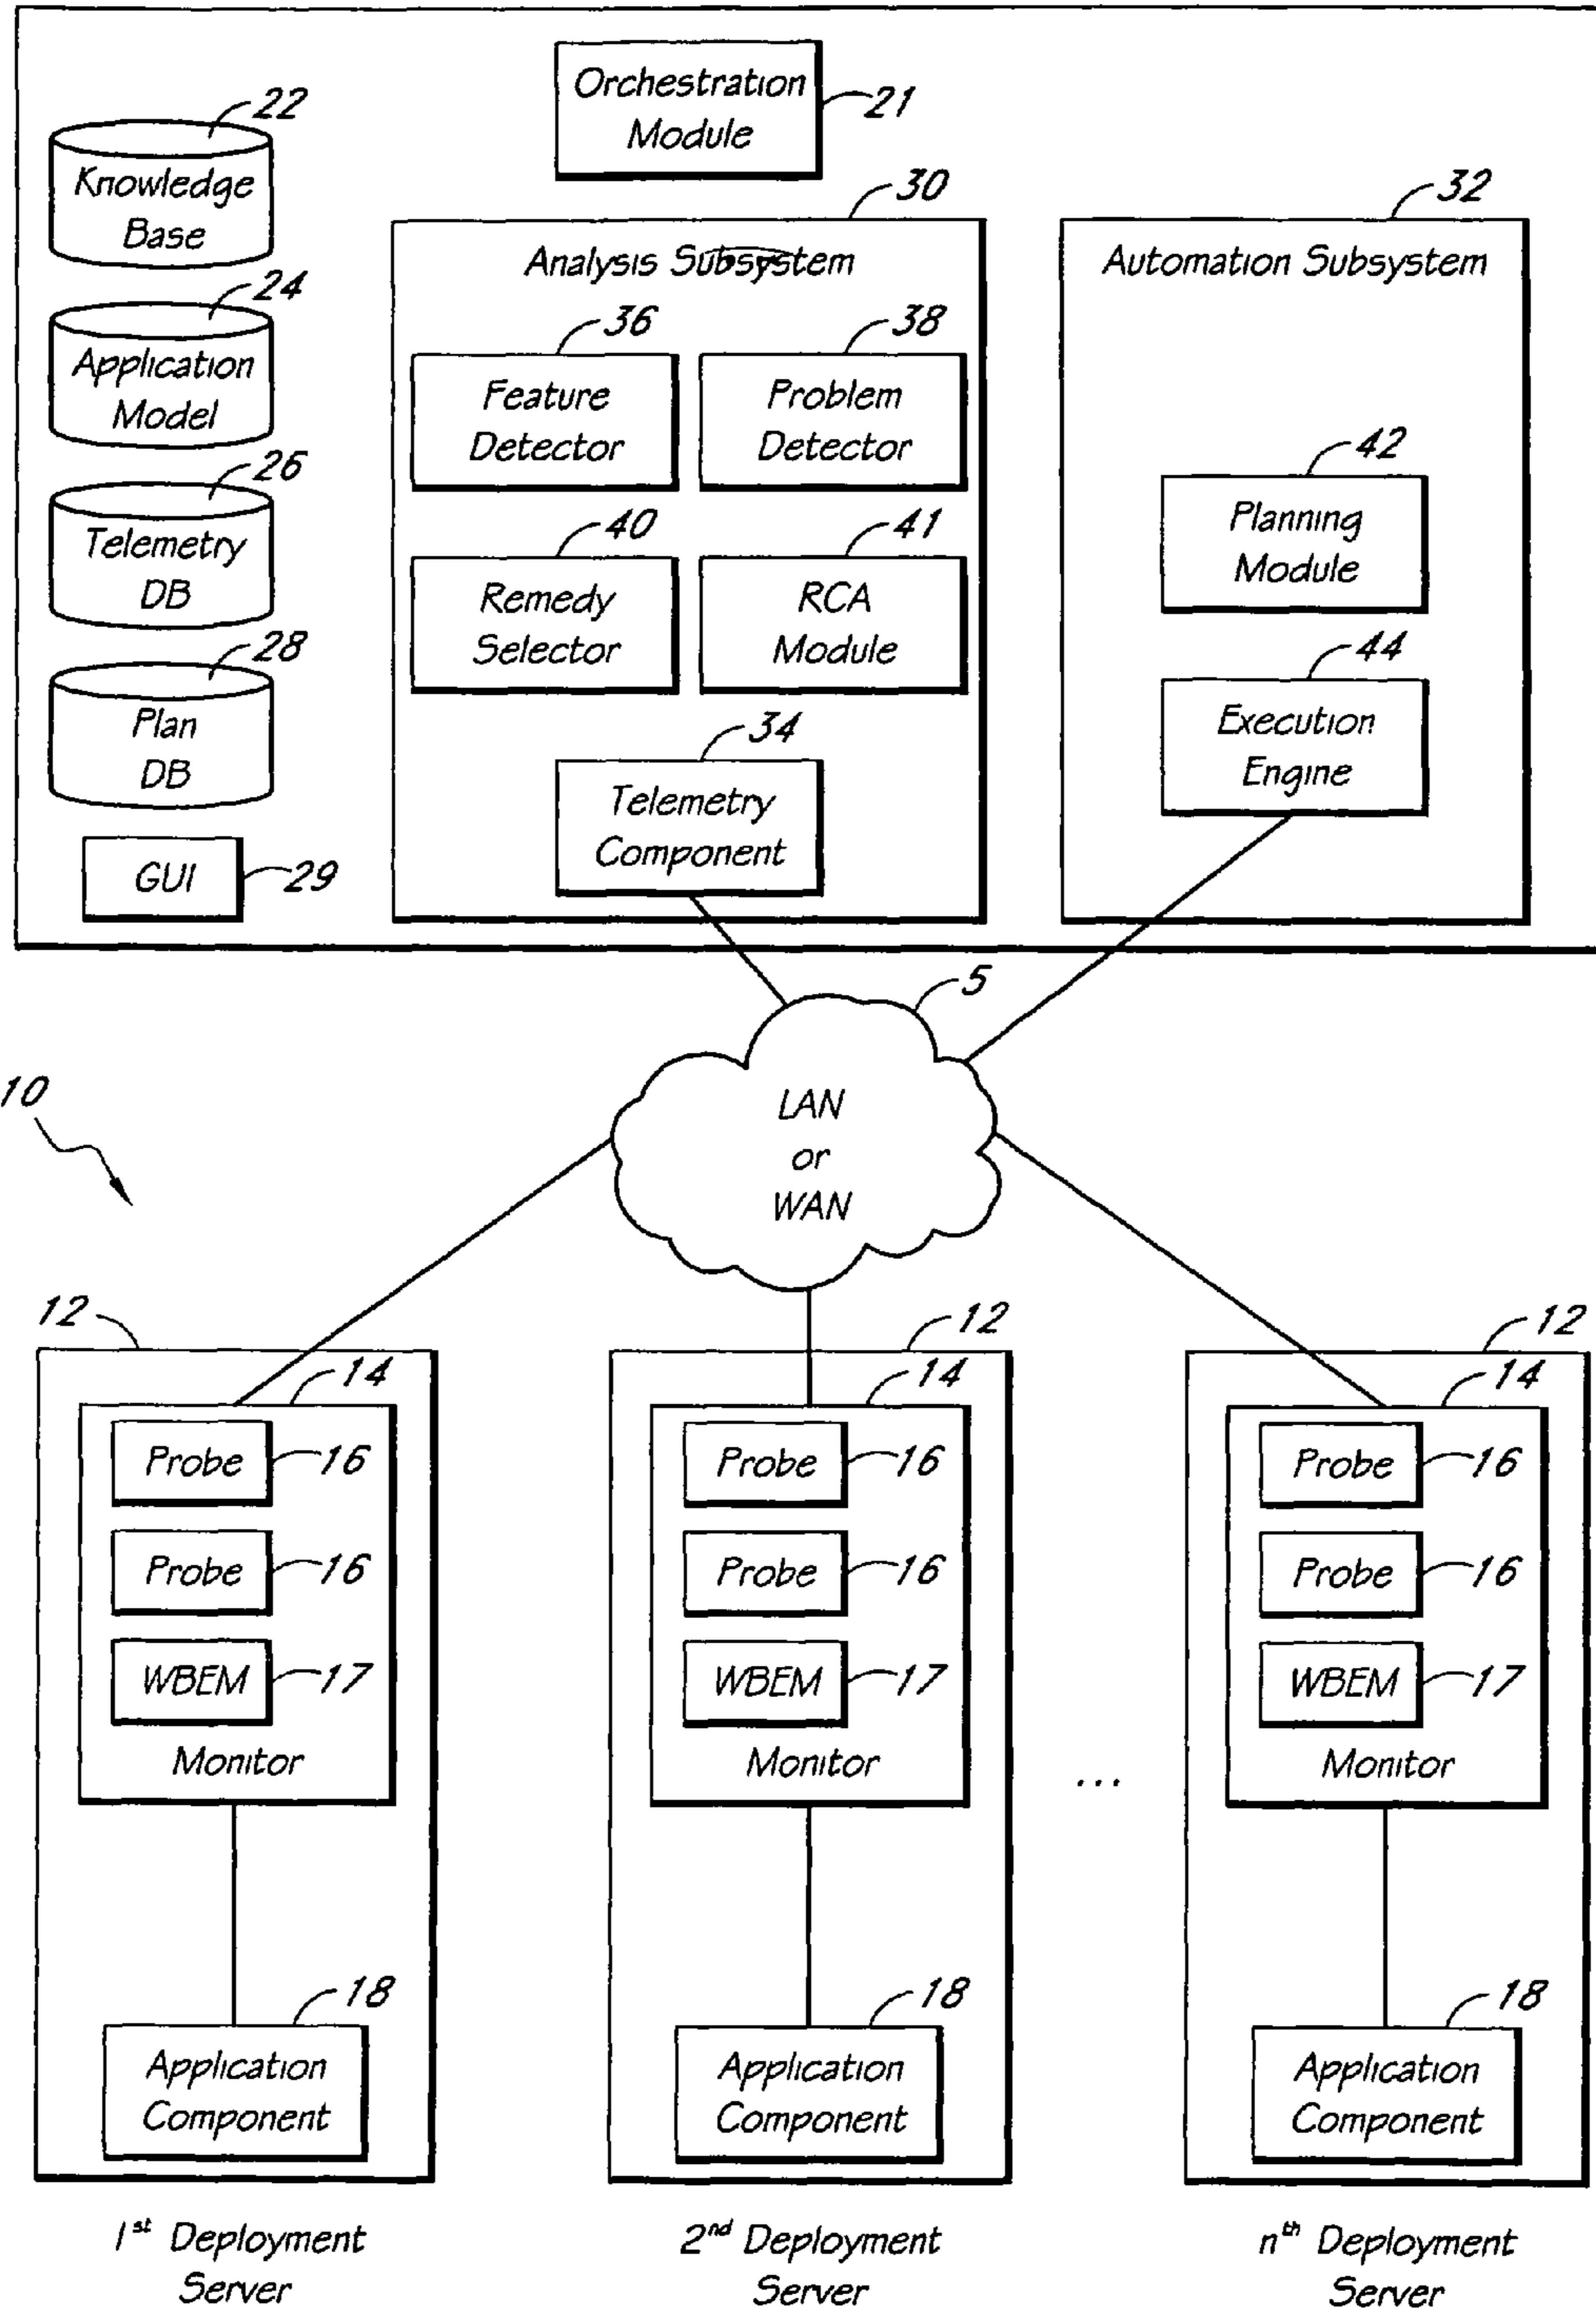 Orchestration
Module
21
22
Knowledge
Base
24
Application
Model
26
Telemetry
DB
28
Plan
DB
GUI
29
30
Analysis Subsystem
36
Feature
Detector
38
Problem
Detector
40
Remedy
Selector
41
RCA
Module
34
Telemetry
Component
32
Automation Subsystem
42
Planning
Module
44
Execution
Engine
5
LAN
or
WAN
10
12
14
Probe
16
Probe
16
WBEM
17
Monitor
18
Application
Component
1st Deployment
Server
12
14
Probe
16
Probe
16
WBEM
17
Monitor
18
Application
Component
2nd Deployment
Server
...
12
14
Probe
16
Probe
16
WBEM
17
Monitor
18
Application
Component
nth Deployment
Server